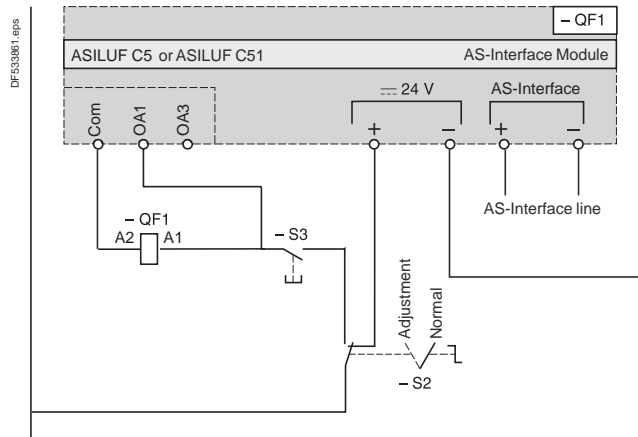 DF533861.eps
– QF1
ASILUF C5 or ASILUF C51 AS-Interface Module
24 V AS-Interface
Com OA1 OA3
+ – + –
AS-Interface line
– QF1
A2 A1
– S3
Adjustment Normal
– S2